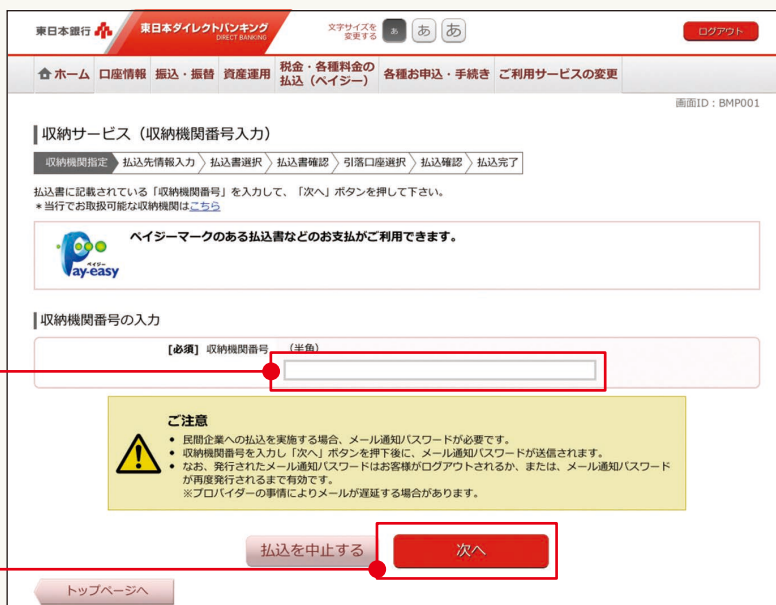 東日本銀行
東日本ダイレクトバンキング
DIRECT BANKING
文字サイズを
変更する
あ あ あ
ログアウト
ホーム 口座情報 振込・振替 資産運用 税金・各種料金の
払込（ペイジー） 各種お申込・手続き ご利用サービスの変更
画面ID：BMP001
収納サービス（収納機関番号入力）
収納機関指定 払込先情報入力 払込書選択 払込書確認 引落口座選択 払込確認 払込完了
払込書に記載されている「収納機関番号」を入力して、「次へ」ボタンを押して下さい。
＊当行でお取扱可能な収納機関はこちら
ペイジーマークのある払込書などのお支払がご利用できます。
ペイジー
Pay-easy
収納機関番号の入力
[必須] 収納機関番号 （半角）
ご注意
• 民間企業への払込を実施する場合、メール通知パスワードが必要です。
• 収納機関番号を入力し「次へ」ボタンを押下後に、メール通知パスワードが送信されます。
• なお、発行されたメール通知パスワードはお客様がログアウトされるか、または、メール通知パスワード
が再度発行されるまで有効です。
※プロバイダーの事情によりメールが遅延する場合があります。
払込を中止する 次へ
トップページへ